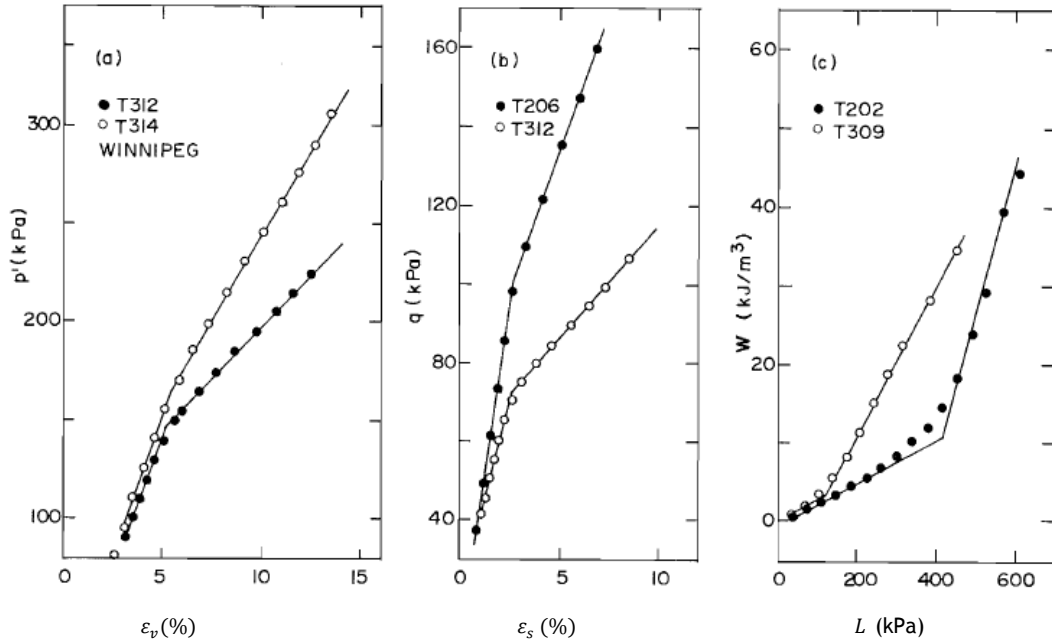 (a)
● T312
○ T314
WINNIPEG
300
200
100
p' (kPa)
0 5 10 15
ε_v(%)
(b)
● T206
○ T312
160
120
80
40
q (kPa)
0 5 10
ε_s (%)
(c)
● T202
○ T309
60
40
20
0
W (kJ/m³)
0 200 400 600
L (kPa)